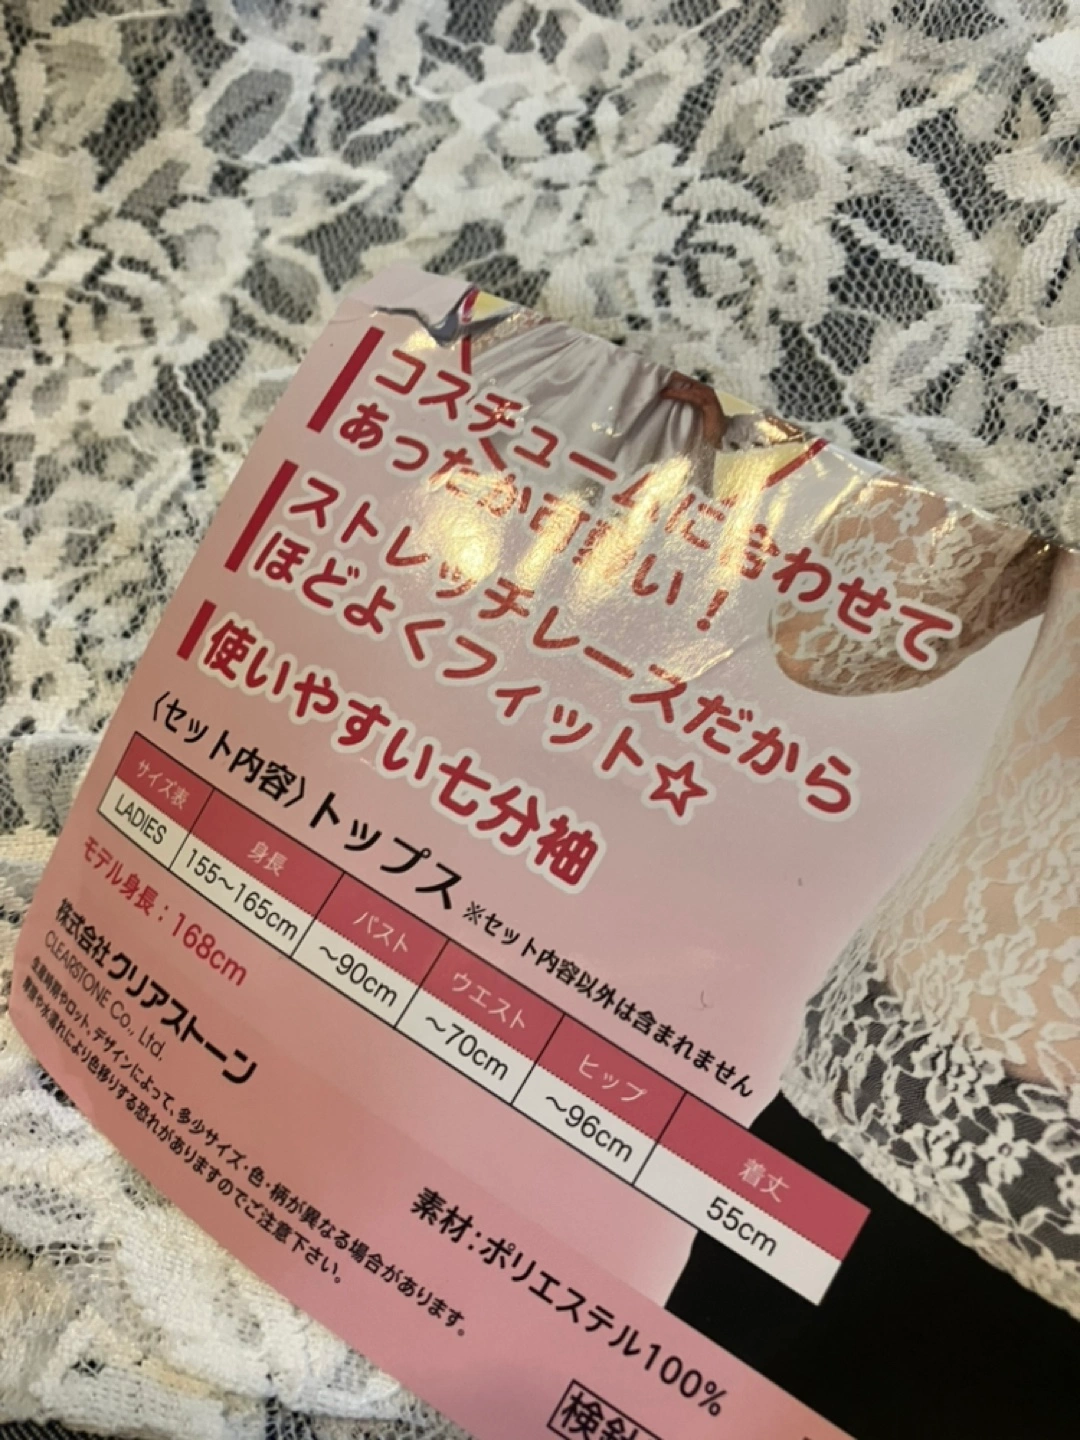 コスチュームに合わせて
あったか可愛い！
ストレッチレースだから
ほどよくフィット☆
使いやすい七分袖
〈セット内容〉トップス ※セット内容以外は含まれません
サイズ表 身長 バスト ウエスト ヒップ 着丈
LADIES 155～165cm ～90cm ～70cm ～96cm 55cm
モデル身長：168cm
株式会社クリアストーン
CLEARSTONE Co., Ltd.
生産時期やロット、デザインによって、多少サイズ・色・柄が異なる場合があります。
摩擦や水濡れにより色移りする恐れがありますのでご注意下さい。
素材：ポリエステル100%
検針